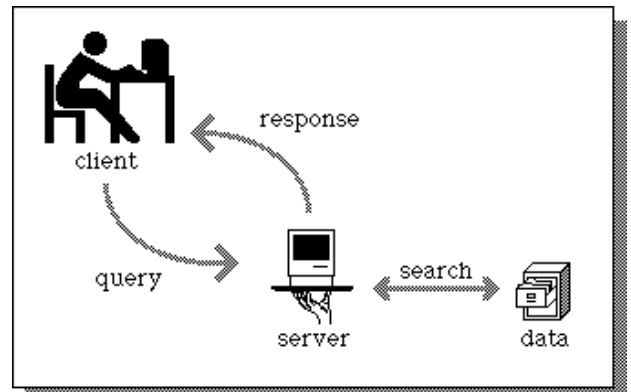 response
client
query
search
server
data